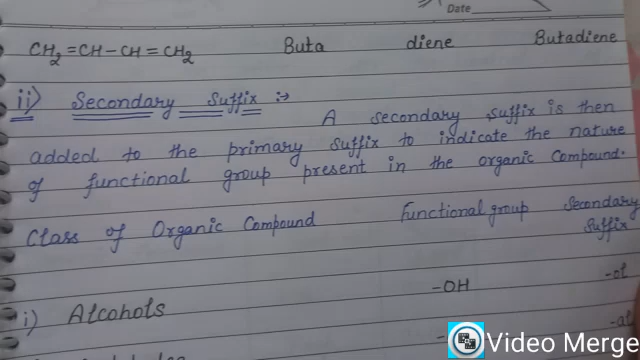 Date
CH2=CH-CH=CH2 Buta diene Butadiene
ii) Secondary Suffix :->
A secondary suffix is then
added to the primary suffix to indicate the nature
of functional group present in the organic Compound.
Class of Organic Compound Functional group Secondary
Suffix
i) Alcohols -OH -ol
-al
Video Merge